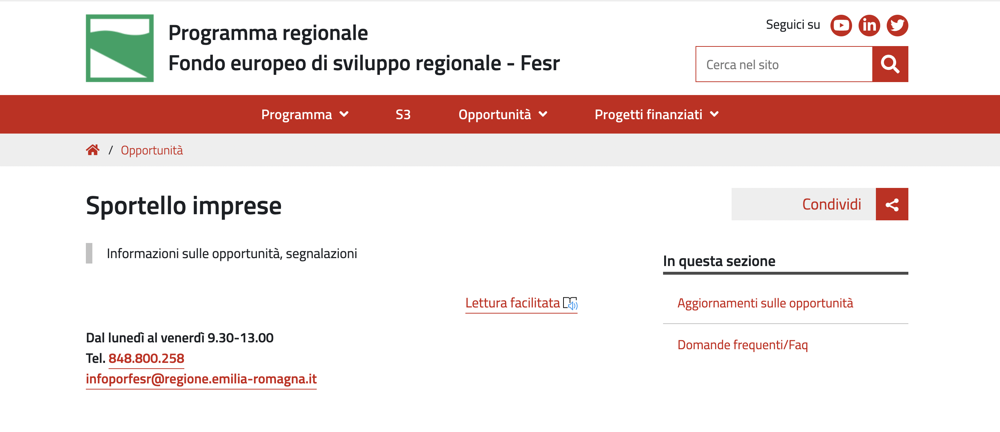 Programma regionale
Fondo europeo di sviluppo regionale - Fesr
Seguici su
Cerca nel sito
Programma
S3
Opportunità
Progetti finanziati
/ Opportunità
Sportello imprese
Condividi
Informazioni sulle opportunità, segnalazioni
Lettura facilitata
Dal lunedì al venerdì 9.30-13.00
Tel. 848.800.258
infoporfesr@regione.emilia-romagna.it
In questa sezione
Aggiornamenti sulle opportunità
Domande frequenti/Faq